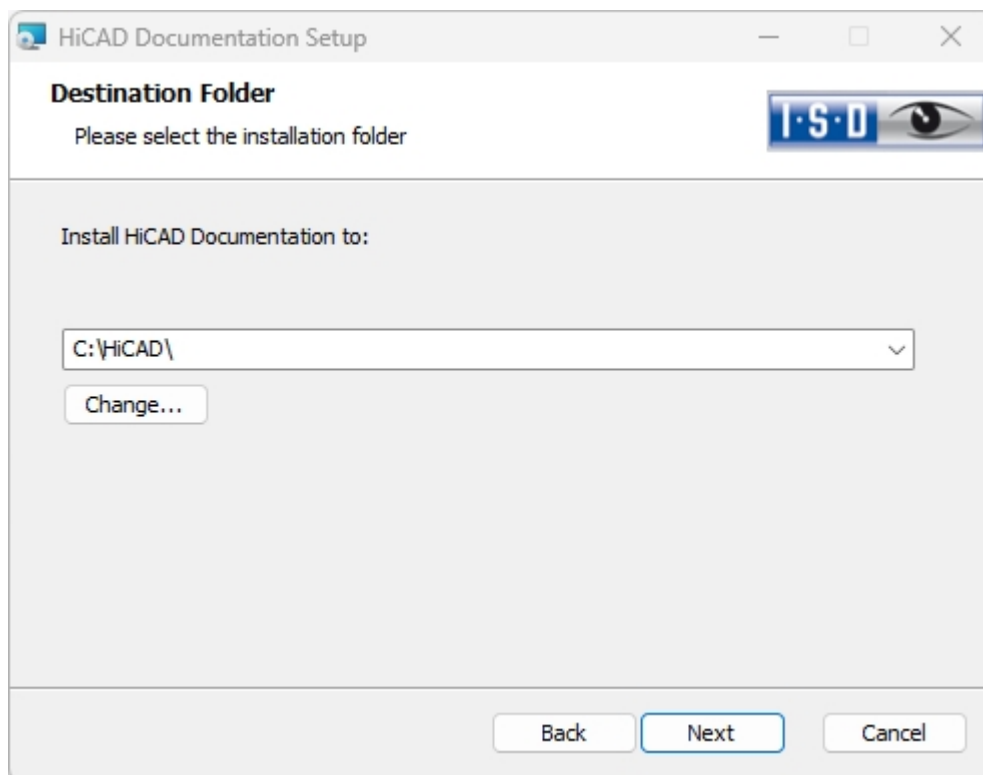 HiCAD Documentation Setup
Destination Folder
Please select the installation folder
I·S·D
Install HiCAD Documentation to:
C:\HiCAD\
Change...
Back Next Cancel